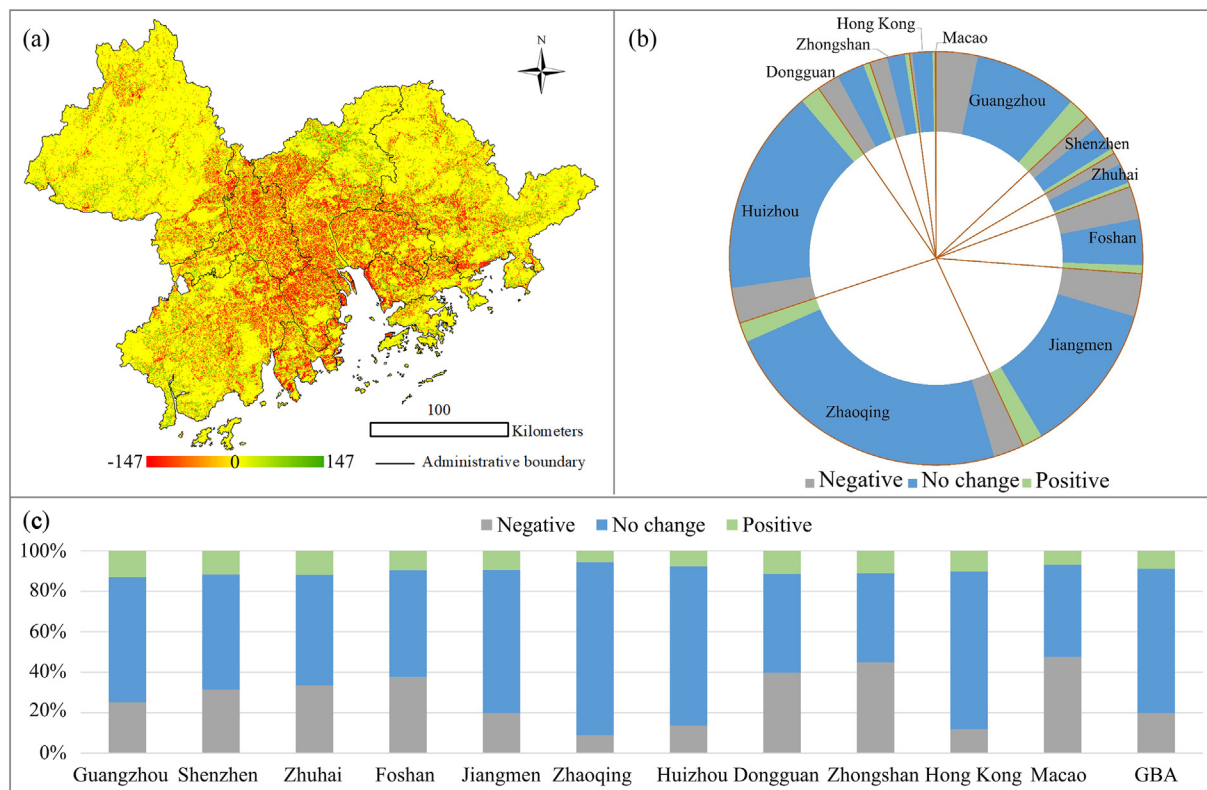 (a)
N
100
Kilometers
-147 0 147
Administrative boundary
(b)
Hong Kong
Macao
Zhongshan
Dongguan
Guangzhou
Shenzhen
Zhuhai
Huizhou
Foshan
Jiangmen
Zhaoqing
Negative No change Positive
(c)
Negative No change Positive
100%
80%
60%
40%
20%
0%
Guangzhou Shenzhen Zhuhai Foshan Jiangmen Zhaoqing Huizhou Dongguan Zhongshan Hong Kong Macao GBA